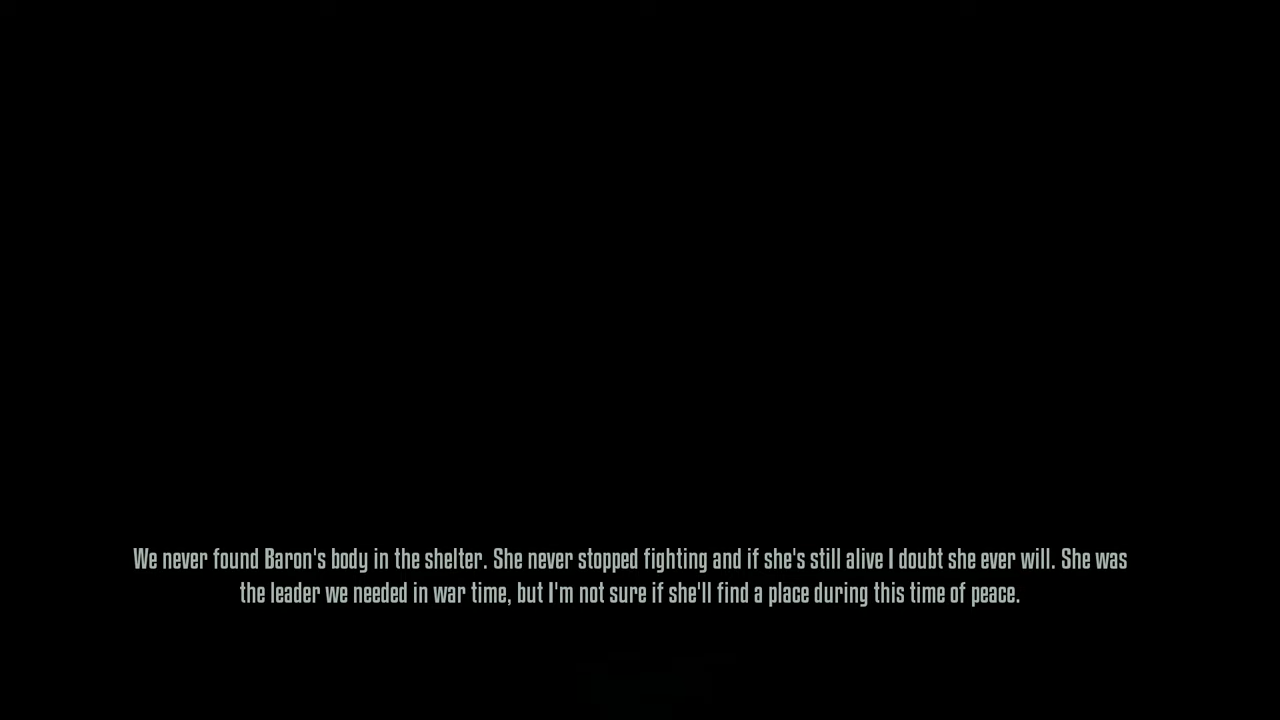 We never found Baron's body in the shelter. She never stopped fighting and if she's still alive I doubt she ever will. She was
the leader we needed in war time, but I'm not sure if she'll find a place during this time of peace.